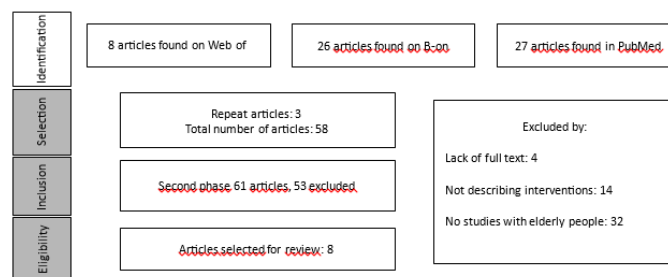 Identification
8 articles found on Web of
26 articles found on B-on
27 articles found in PubMed
Selection
Repeat articles: 3
Total number of articles: 58
Excluded by:
Lack of full text: 4
Not describing interventions: 14
No studies with elderly people: 32
Inclusion
Second phase 61 articles, 53 excluded
Eligibility
Articles selected for review: 8